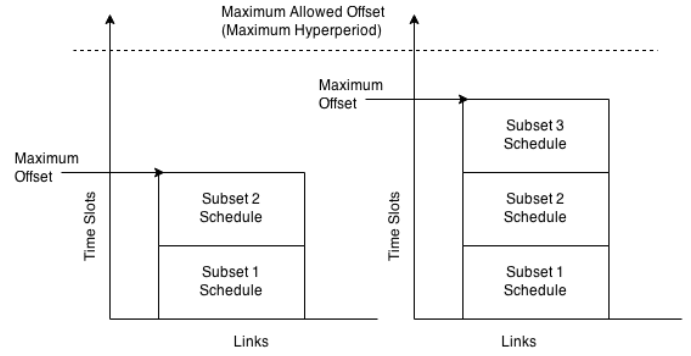 Maximum Allowed Offset
(Maximum Hyperperiod)
Maximum
Offset
Subset 2
Schedule
Subset 1
Schedule
Time Slots
Links
Maximum
Offset
Subset 3
Schedule
Subset 2
Schedule
Subset 1
Schedule
Time Slots
Links